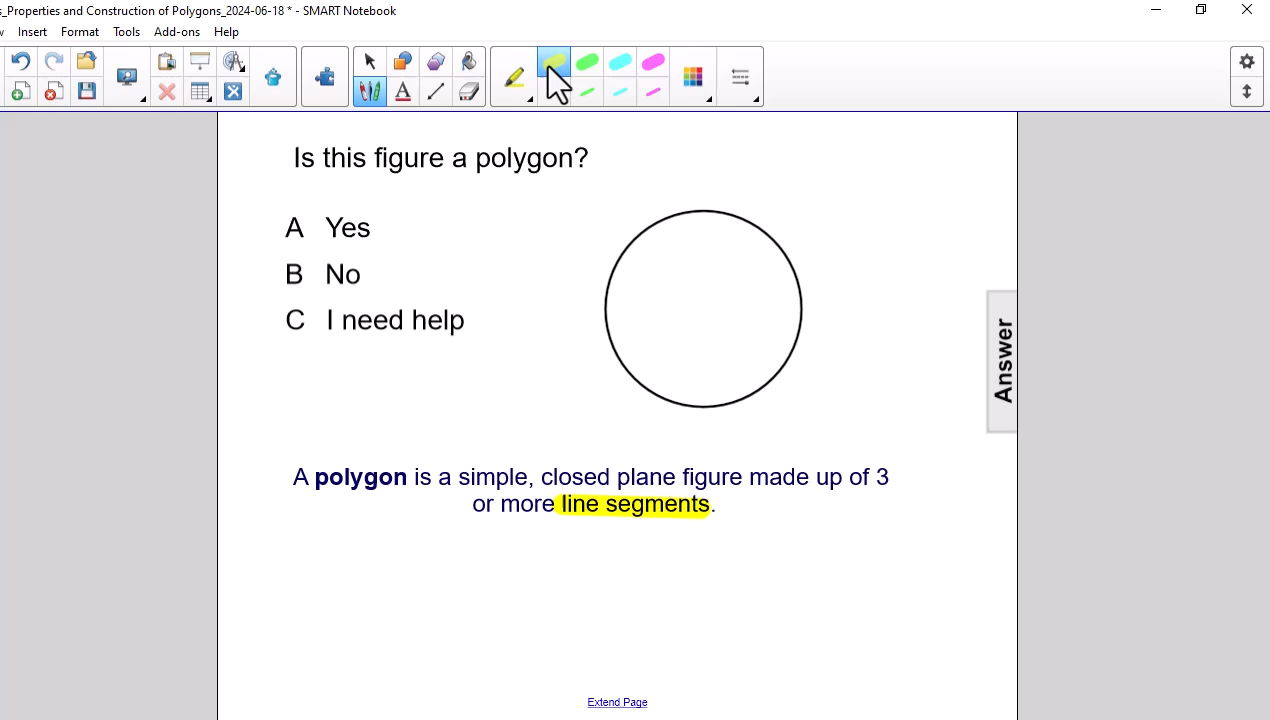 s_Properties and Construction of Polygons_2024-06-18 * - SMART Notebook
Insert Format Tools Add-ons Help
Is this figure a polygon?
A Yes
B No
C I need help
Answer
A polygon is a simple, closed plane figure made up of 3
or more line segments.
Extend Page